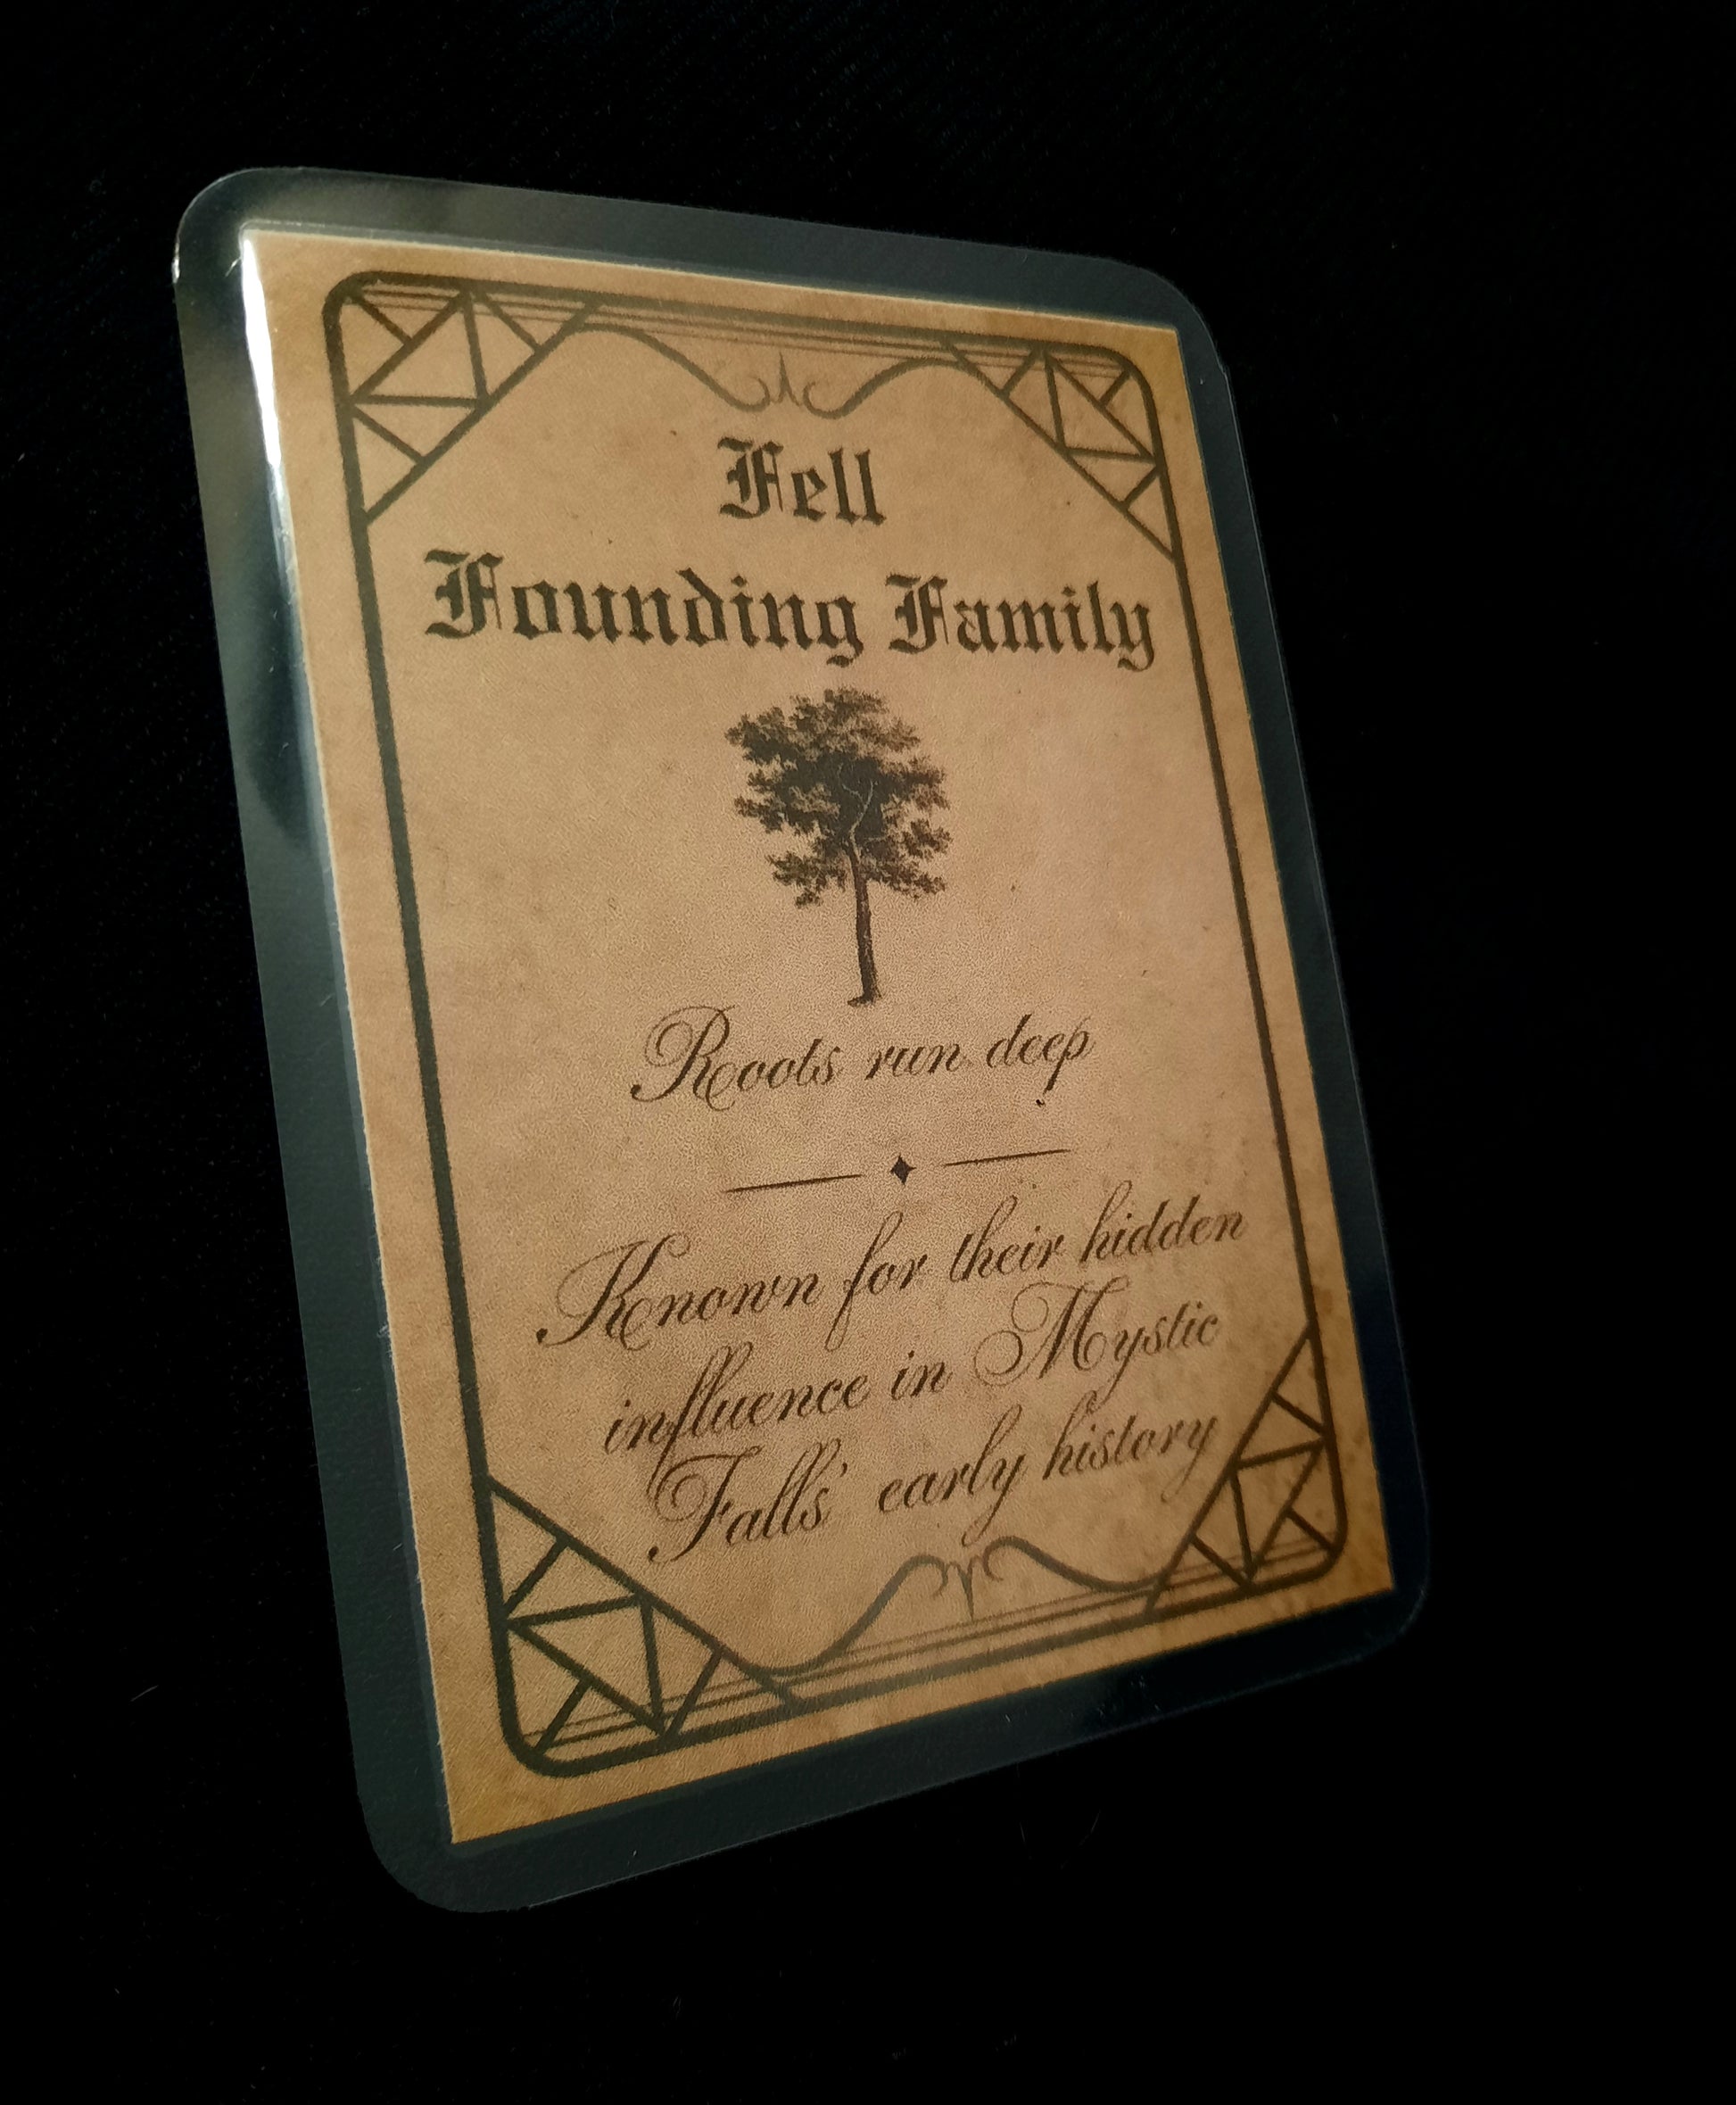 Fell
Founding Family
Roots run deep
Known for their hidden
influence in Mystic
Falls' early history